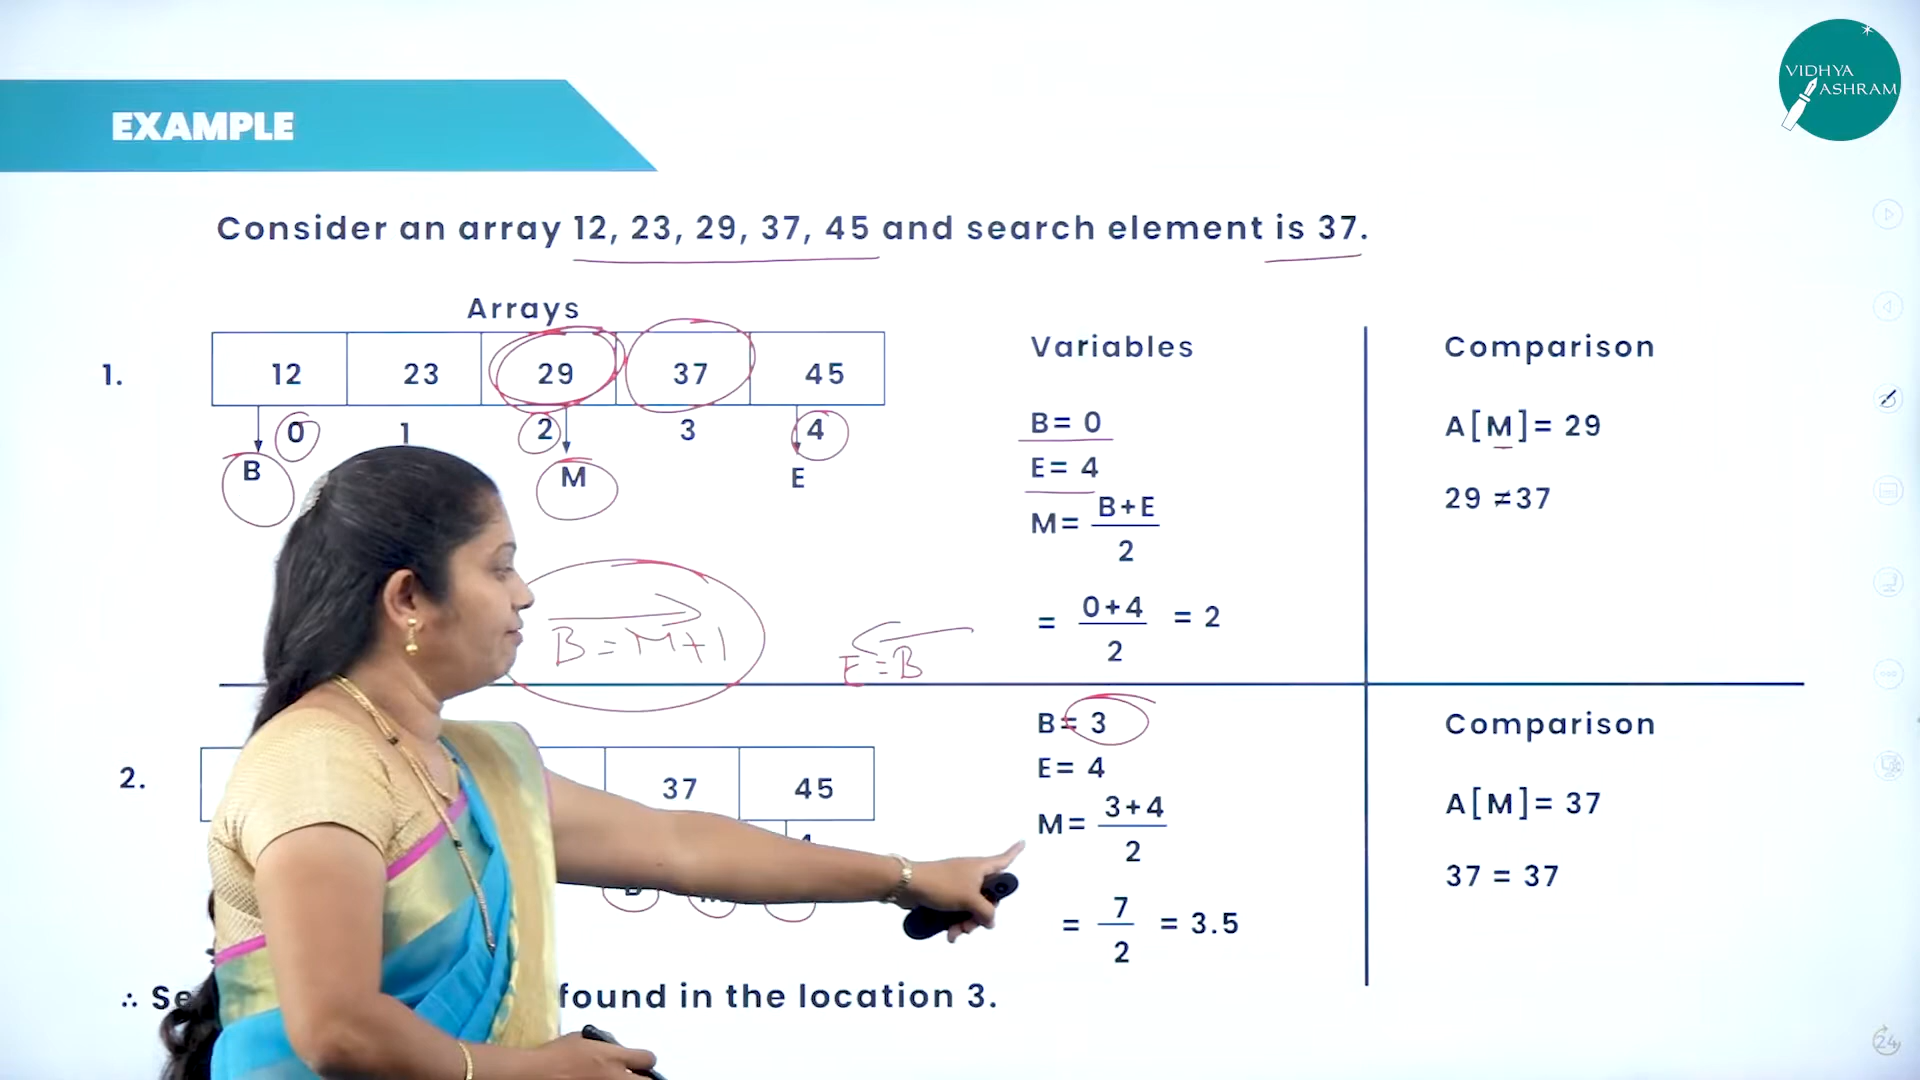 VIDHYA
ASHRAM
EXAMPLE
Consider an array 12, 23, 29, 37, 45 and search element is 37.
Arrays
1.
12 23 29 37 45
0 1 2 3 4
B M E
B = M+1
E = B
Variables
B= 0
E= 4
M= B+E
2
= 0+4 = 2
2
Comparison
A[M]= 29
29 ≠37
2.
37 45
B= 3
E= 4
M= 3+4
2
= 7 = 3.5
2
Comparison
A[M]= 37
37 = 37
∴ found in the location 3.
24